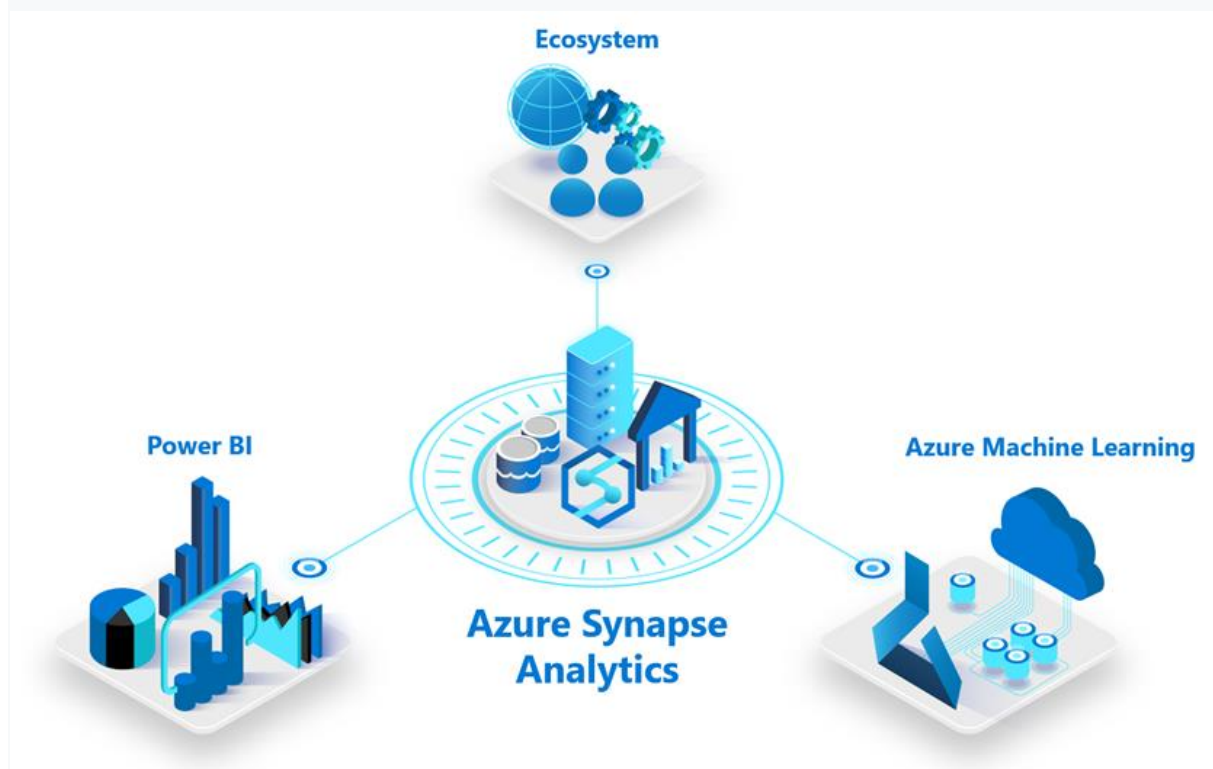 Ecosystem
Power BI
Azure Machine Learning
Azure Synapse
Analytics